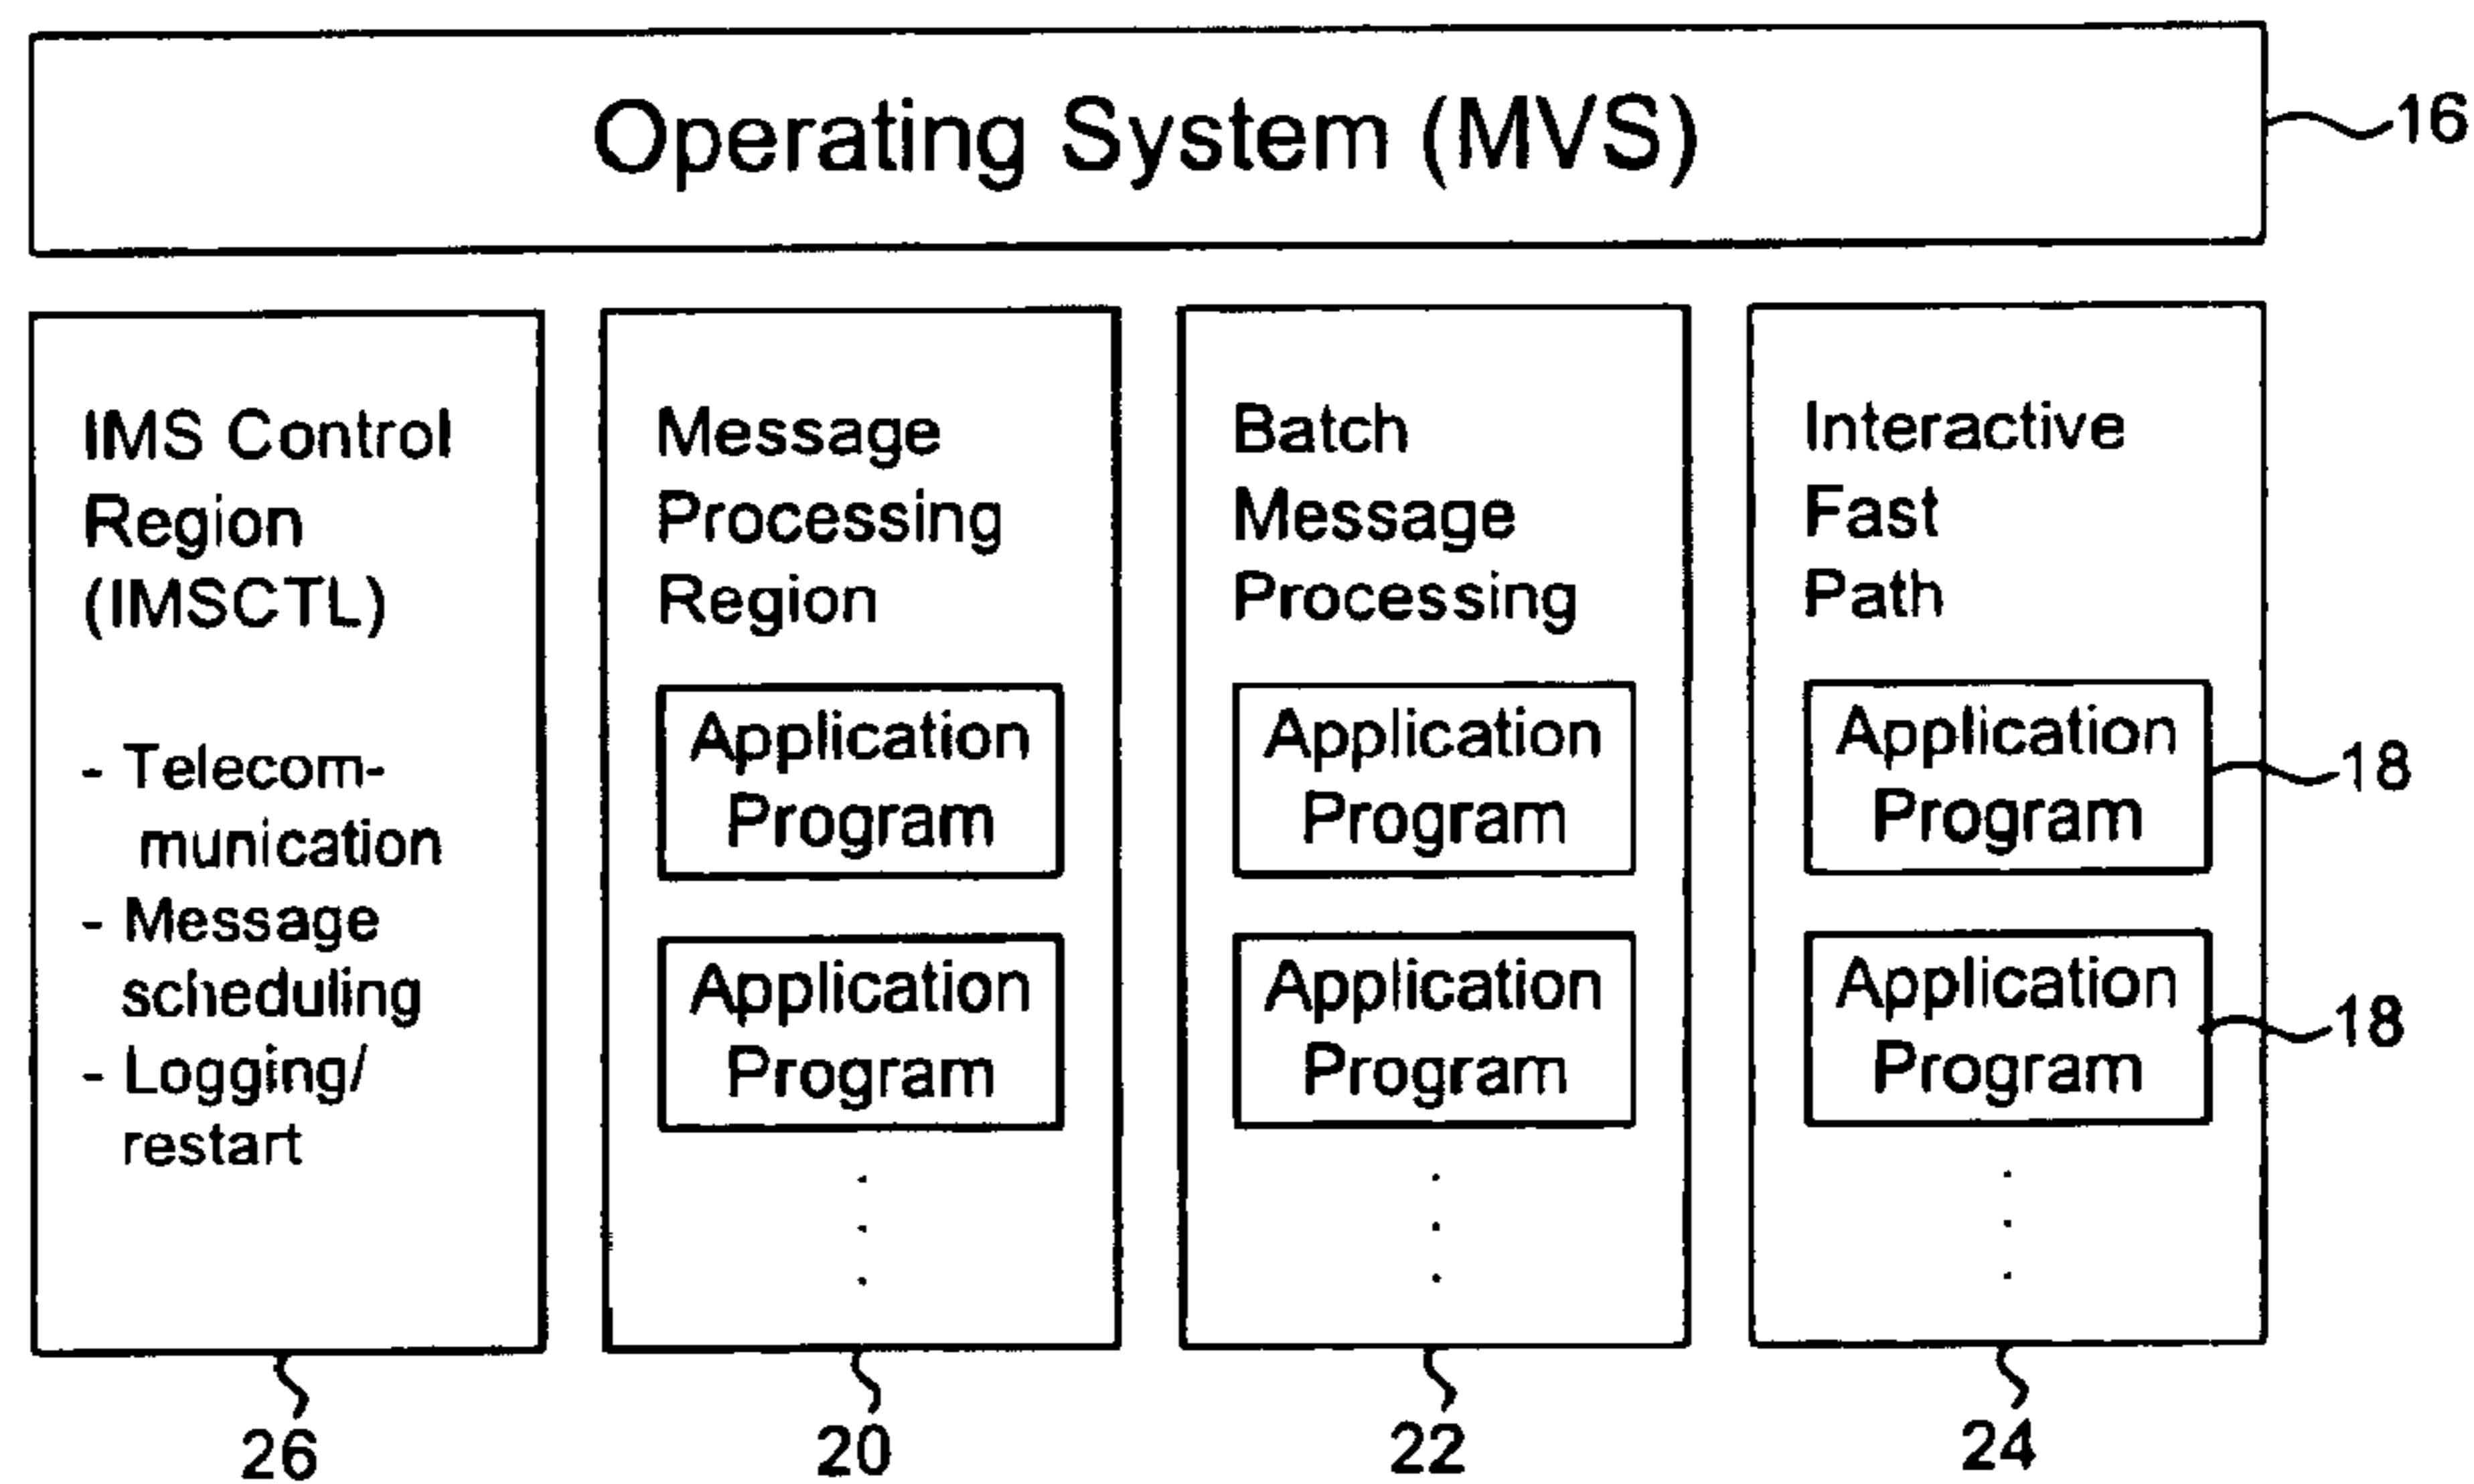 Operating System (MVS)
16
IMS Control
Region
(IMSCTL)
- Telecom-
munication
- Message
scheduling
- Logging/
restart
26
Message
Processing
Region
Application
Program
Application
Program
20
Batch
Message
Processing
Application
Program
Application
Program
22
Interactive
Fast
Path
Application
Program
18
Application
Program
18
24